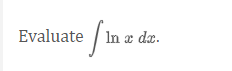 Evaluate ∫ ln x dx.